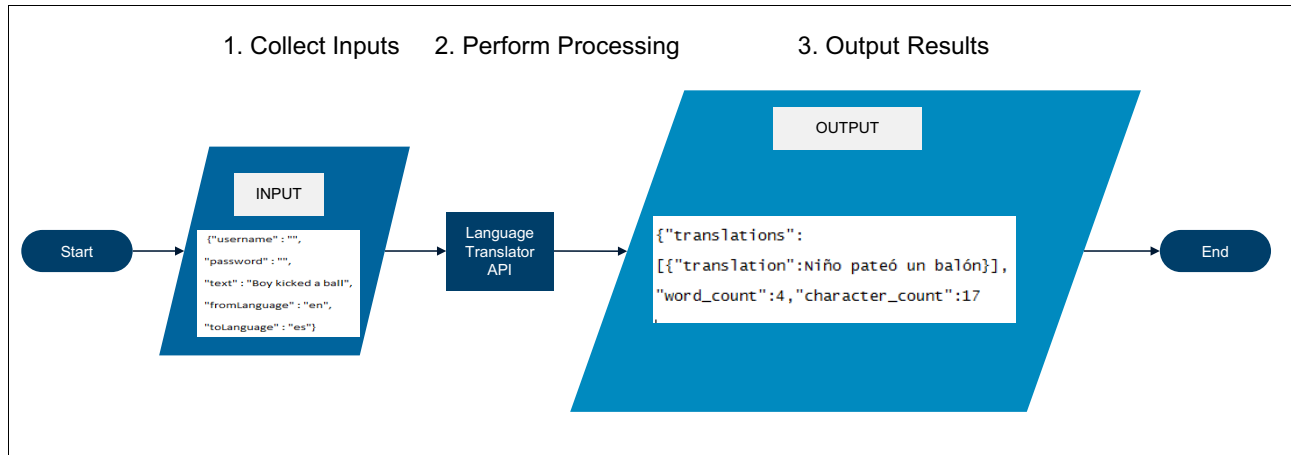 1. Collect Inputs
2. Perform Processing
3. Output Results
Start
INPUT
{"username" : "",
"password" : "",
"text" : "Boy kicked a ball",
"fromLanguage" : "en",
"toLanguage" : "es"}
Language
Translator
API
OUTPUT
{"translations":
[{"translation":Niño pateó un balón}],
"word_count":4,"character_count":17
End